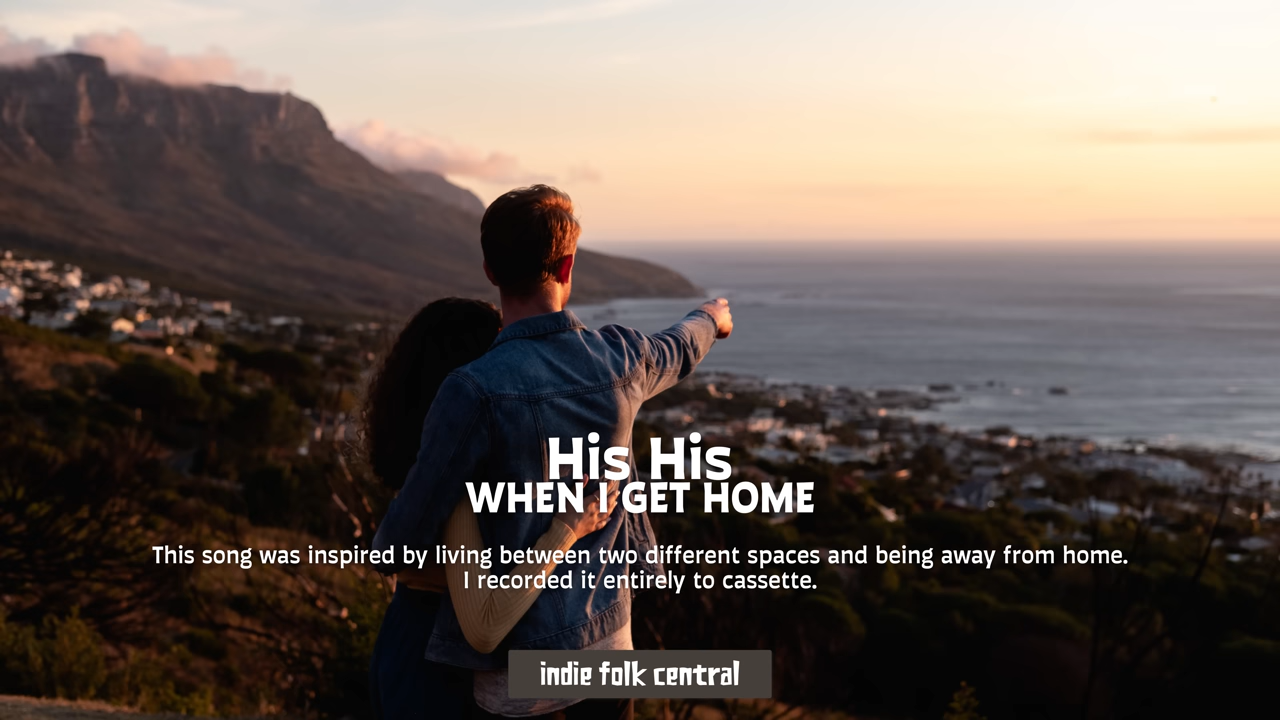 His His
WHEN I GET HOME
This song was inspired by living between two different spaces and being away from home.
I recorded it entirely to cassette.
indie folk central